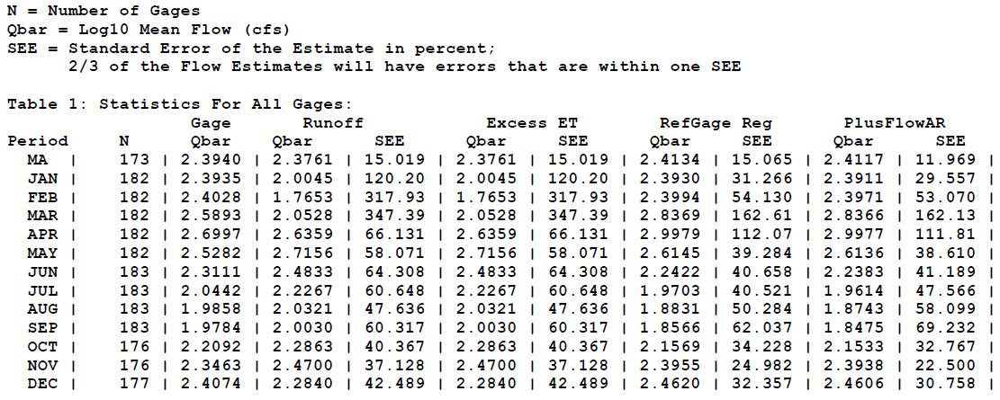 N = Number of Gages
Qbar = Log10 Mean Flow (cfs)
SEE = Standard Error of the Estimate in percent;
2/3 of the Flow Estimates will have errors that are within one SEE
Table 1: Statistics For All Gages:
Gage Runoff Excess ET RefGage Reg PlusFlowAR
Period N Qbar Qbar SEE Qbar SEE Qbar SEE Qbar SEE
MA | 173 | 2.3940 | 2.3761 | 15.019 | 2.3761 | 15.019 | 2.4134 | 15.065 | 2.4117 | 11.969 |
JAN | 182 | 2.3935 | 2.0045 | 120.20 | 2.0045 | 120.20 | 2.3930 | 31.266 | 2.3911 | 29.557 |
FEB | 182 | 2.4028 | 1.7653 | 317.93 | 1.7653 | 317.93 | 2.3994 | 54.130 | 2.3971 | 53.070 |
MAR | 182 | 2.5893 | 2.0528 | 347.39 | 2.0528 | 347.39 | 2.8369 | 162.61 | 2.8366 | 162.13 |
APR | 182 | 2.6997 | 2.6359 | 66.131 | 2.6359 | 66.131 | 2.9979 | 112.07 | 2.9977 | 111.81 |
MAY | 182 | 2.5282 | 2.7156 | 58.071 | 2.7156 | 58.071 | 2.6145 | 39.284 | 2.6136 | 38.610 |
JUN | 183 | 2.3111 | 2.4833 | 64.308 | 2.4833 | 64.308 | 2.2422 | 40.658 | 2.2383 | 41.189 |
JUL | 183 | 2.0442 | 2.2267 | 60.648 | 2.2267 | 60.648 | 1.9703 | 40.521 | 1.9614 | 47.566 |
AUG | 183 | 1.9858 | 2.0321 | 47.636 | 2.0321 | 47.636 | 1.8831 | 50.284 | 1.8743 | 58.099 |
SEP | 183 | 1.9784 | 2.0030 | 60.317 | 2.0030 | 60.317 | 1.8566 | 62.037 | 1.8475 | 69.232 |
OCT | 176 | 2.2092 | 2.2863 | 40.367 | 2.2863 | 40.367 | 2.1569 | 34.228 | 2.1533 | 32.767 |
NOV | 176 | 2.3463 | 2.4700 | 37.128 | 2.4700 | 37.128 | 2.3955 | 24.982 | 2.3938 | 22.500 |
DEC | 177 | 2.4074 | 2.2840 | 42.489 | 2.2840 | 42.489 | 2.4620 | 32.357 | 2.4606 | 30.758 |